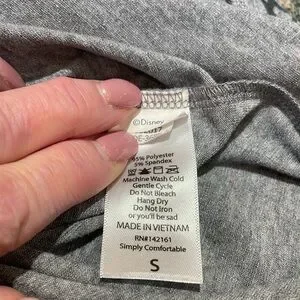 ©Disney
95% Polyester
5% Spandex
Machine Wash Cold
Gentle Cycle
Do Not Bleach
Hang Dry
Do Not Iron
or you'll be sad
MADE IN VIETNAM
RN#142161
Simply Comfortable
S